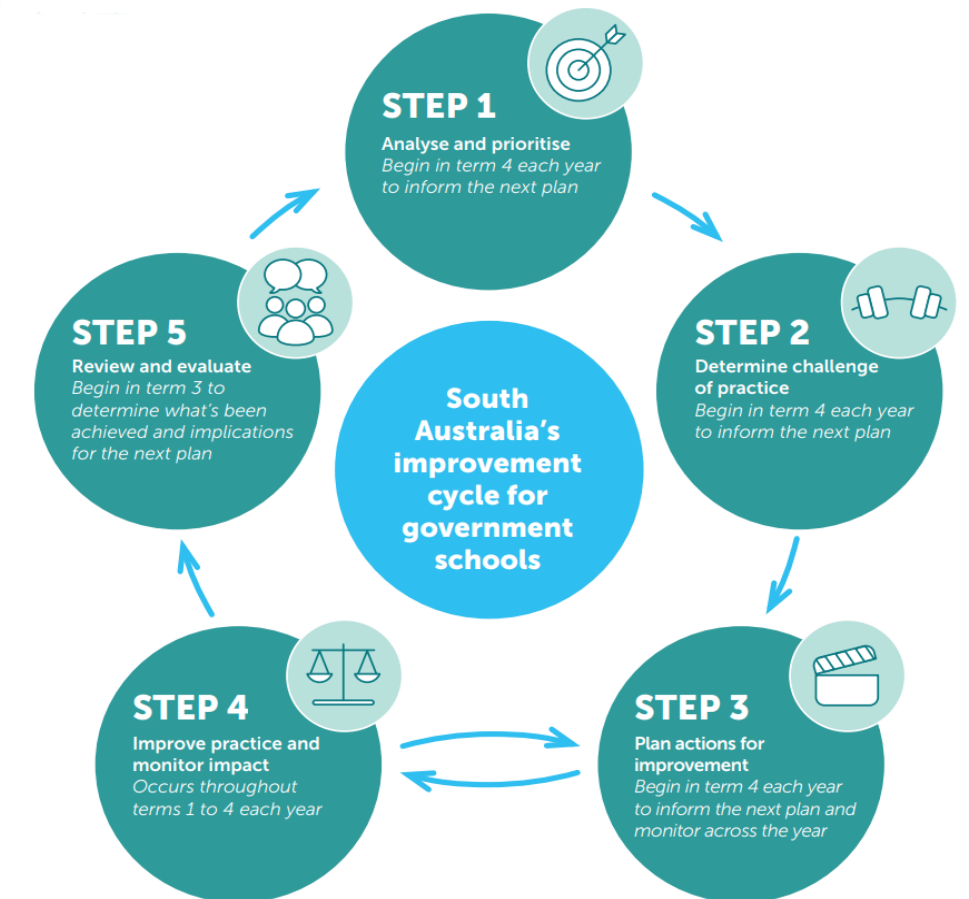 STEP 1
Analyse and prioritise
Begin in term 4 each year
to inform the next plan
STEP 2
Determine challenge
of practice
Begin in term 4 each year
to inform the next plan
STEP 3
Plan actions for
improvement
Begin in term 4 each year
to inform the next plan and
monitor across the year
STEP 4
Improve practice and
monitor impact
Occurs throughout
terms 1 to 4 each year
STEP 5
Review and evaluate
Begin in term 3 to
determine what's been
achieved and implications
for the next plan
South
Australia's
improvement
cycle for
government
schools